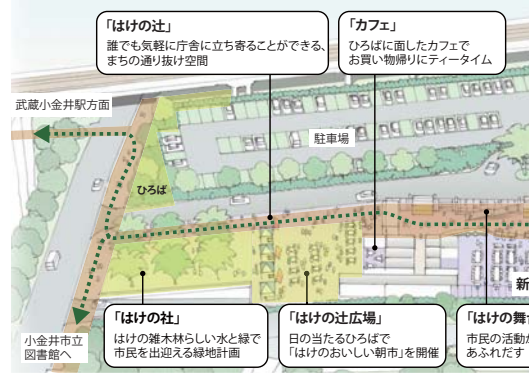 「はけの辻」
誰でも気軽に庁舎に立ち寄ることができる、
まちの通り抜け空間
「カフェ」
ひろばに面したカフェで
お買い物帰りにティータイム
武蔵小金井駅方面
駐車場
ひろば
新
小金井市立
図書館へ
「はけの社」
はけの雑木林らしい水と緑で
市民を出迎える緑地計画
「はけの辻広場」
日の当たるひろばで
「はけのおいしい朝市」を開催
「はけの舞台
市民の活動が
あふれだす